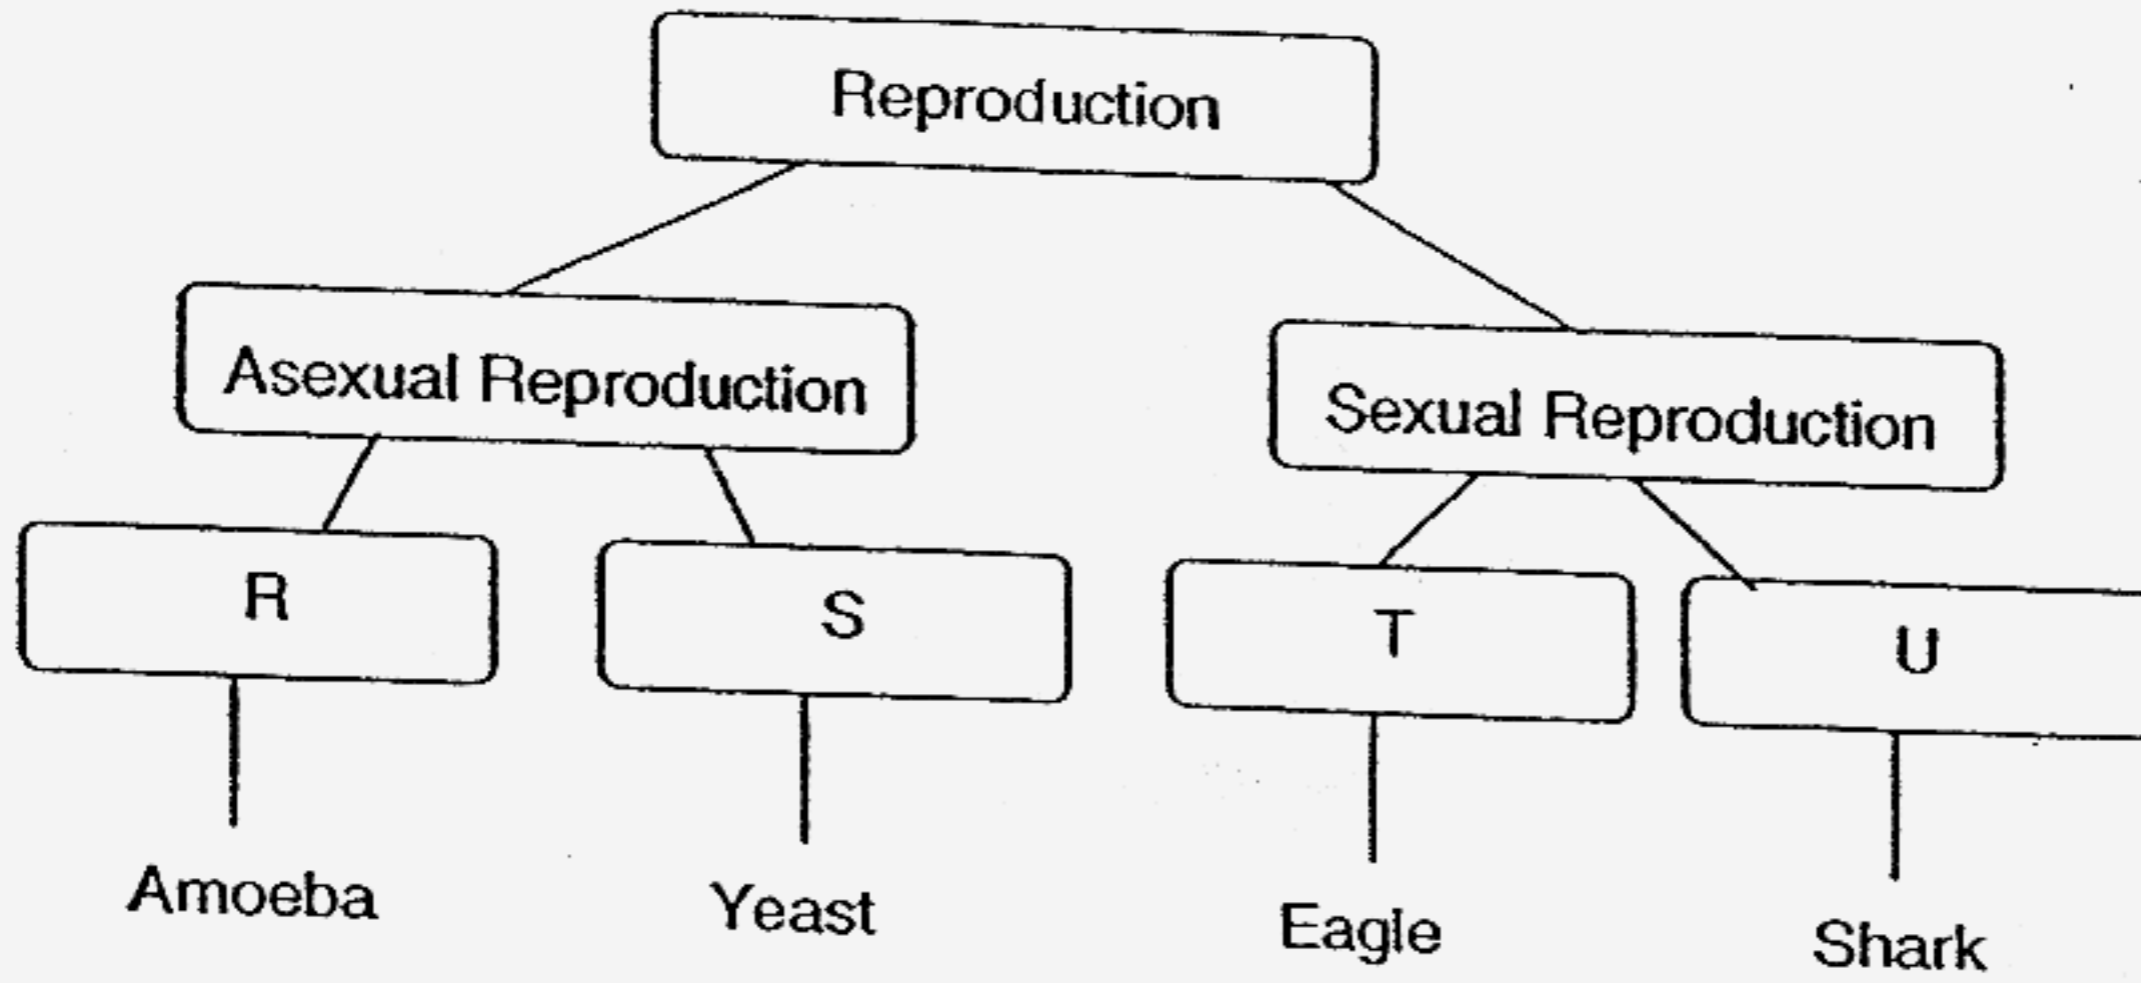 Reproduction
Asexual Reproduction
Sexual Reproduction
R
S
T
U
Amoeba
Yeast
Eagle
Shark